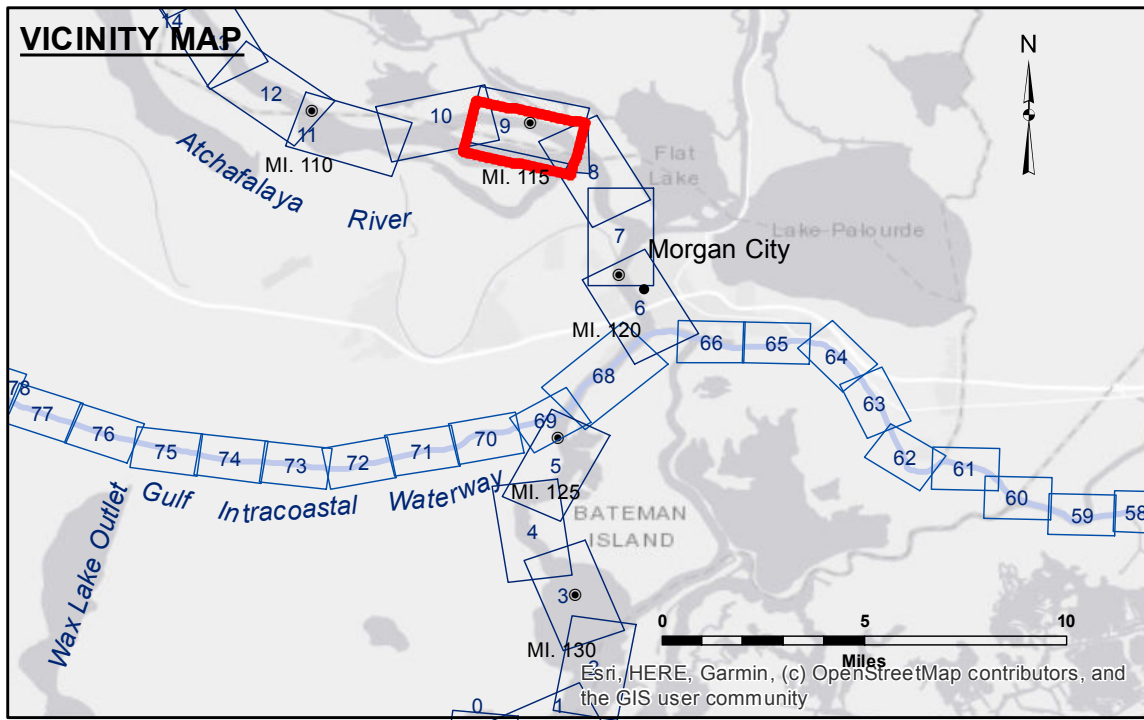 VICINITY MAP
N
14
13
12
11
10
9
8
MI. 110
MI. 115
Atchafalaya
River
Flat
Lake
Lake Palourde
7
Morgan City
6
MI. 120
66
65
64
63
62
61
60
59
58
68
69
70
71
72
73
74
75
76
77
78
5
MI. 125
Gulf Intracoastal Waterway
Wax Lake Outlet
4
BATEMAN
ISLAND
3
MI. 130
2
1
0
0 5 10
Miles
Esri, HERE, Garmin, (c) OpenStreetMap contributors, and
the GIS user community